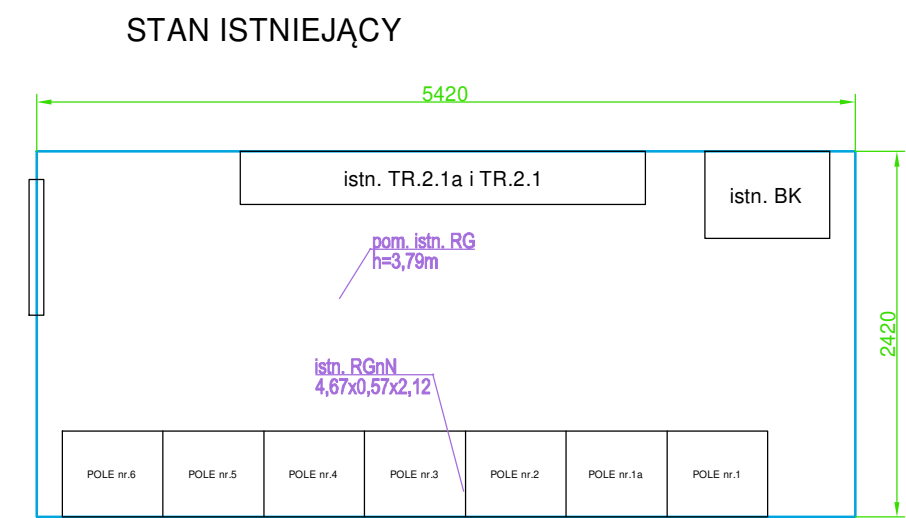 STAN ISTNIEJĄCY
5420
istn. TR.2.1a i TR.2.1
istn. BK
pom. istn. RG
h=3,79m
2420
istn. RGnN
4,67x0,57x2,12
POLE nr.6
POLE nr.5
POLE nr.4
POLE nr.3
POLE nr.2
POLE nr.1a
POLE nr.1